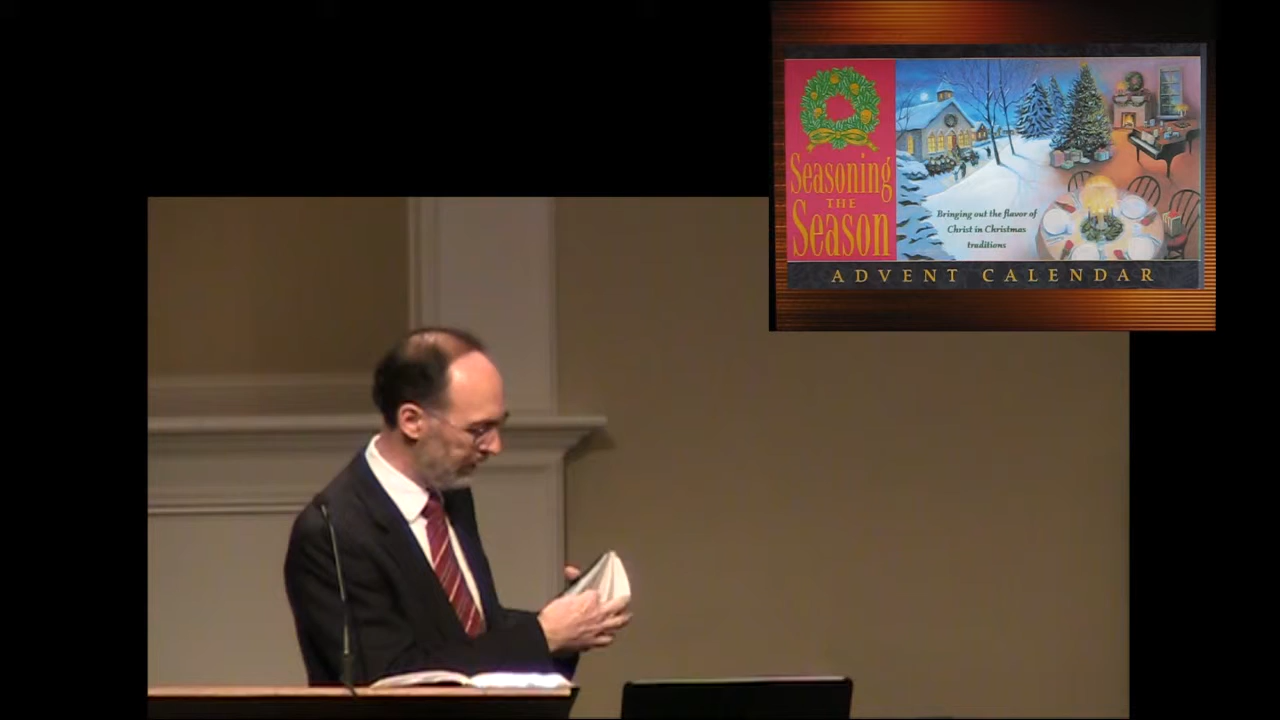 Seasoning
THE
Season
Bringing out the flavor of
Christ in Christmas
traditions
ADVENT CALENDAR